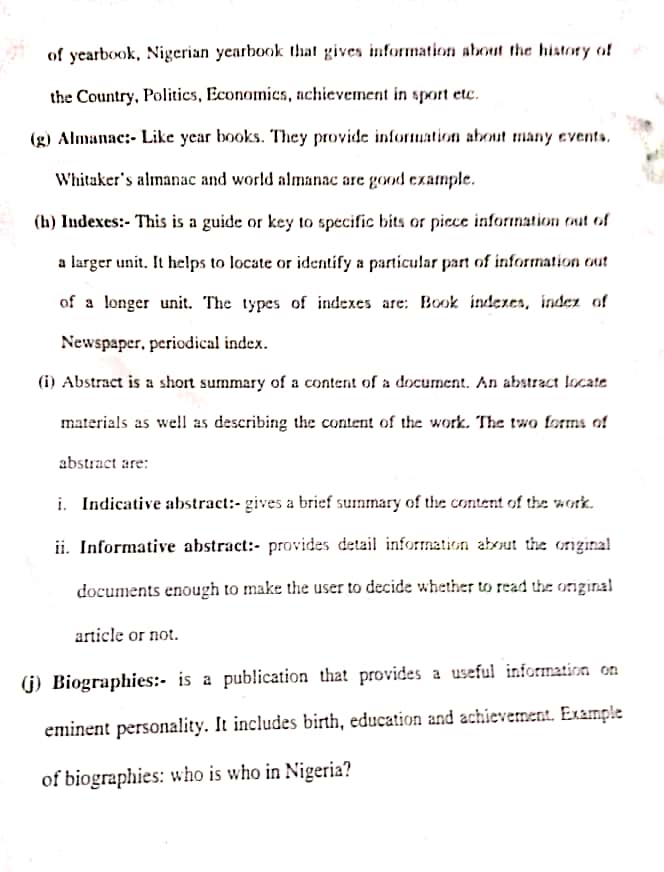 of yearbook, Nigerian yearbook that gives information about the history of
the Country, Politics, Economics, achievement in sport etc.
(g) Almanac:- Like year books. They provide information about many events.
Whitaker's almanac and world almanac are good example.
(h) Indexes:- This is a guide or key to specific bits or piece information out of
a larger unit. It helps to locate or identify a particular part of information out
of a longer unit. The types of indexes are: Book indexes, index of
Newspaper, periodical index.
(i) Abstract is a short summary of a content of a document. An abstract locate
materials as well as describing the content of the work. The two forms of
abstract are:
i. Indicative abstract:- gives a brief summary of the content of the work.
ii. Informative abstract:- provides detail information about the original
documents enough to make the user to decide whether to read the original
article or not.
(j) Biographies:- is a publication that provides a useful information on
eminent personality. It includes birth, education and achievement. Example
of biographies: who is who in Nigeria?